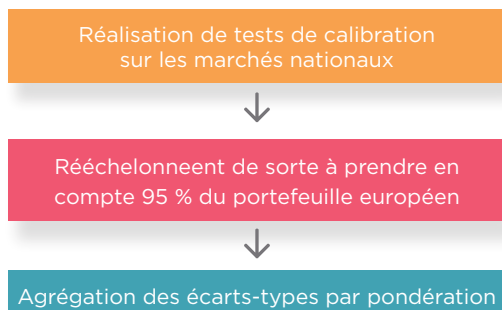 Réalisation de tests de calibration
sur les marchés nationaux
Rééchelonneent de sorte à prendre en
compte 95 % du portefeuille européen
Agrégation des écarts-types par pondération